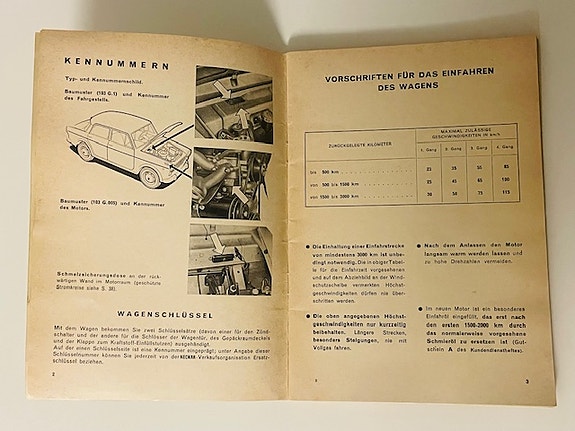 KENNUMMERN
Typ- und Kennummernschild.
Baumuster (103 G.1) und Kennummer
des Fahrgestells.
Baumuster (103 G.005) und Kennummer
des Motors.
Schmelzsicherungsdose an der rück-
wärtigen Wand im Motorraum (geschützte
Stromkreise siehe S. 38).
WAGENSCHLÜSSEL
Mit dem Wagen bekommen Sie zwei Schlüsselsätze (davon einer für den Zünd-
schalter und der andere für die Schlösser der Wagentür, des Gepäckraumdeckels
und der Klappe zum Kraftstoff-Einfüllstutzen) ausgehändigt.
Auf der einen Schlüsselseite ist eine Kennummer eingeprägt; unter Angabe dieser
Schlüsselnummer können Sie jederzeit von der NECKAR-Verkaufsorganisation Ersatz-
schlüssel beziehen.
2
VORSCHRIFTEN FÜR DAS EINFAHREN
DES WAGENS
ZURÜCKGELEGTE KILOMETER
MAXIMAL ZULÄSSIGE
GESCHWINDIGKEITEN in km/h
1. Gang 2. Gang 3. Gang 4. Gang
bis 500 km 35 55 85
von 500 bis 1500 km 25 45 65 100
von 1500 bis 3000 km 30 50 75 115
● Die Einhaltung einer Einfahrstrecke
von mindestens 3000 km ist unbe-
dingt notwendig. Die in obiger Tabel-
le für die Einfahrzeit vorgesehenen
und auf dem Abziehbild an der Wind-
schutzscheibe vermerkten Höchst-
geschwindigkeiten dürfen nie über-
schritten werden.
● Die oben angegebenen Höchst-
geschwindigkeiten nur kurzzeitig
beibehalten. Längere Strecken,
besonders Steigungen, nie mit
Vollgas fahren.
● Nach dem Anlassen den Motor
langsam warm werden lassen und
zu hohe Drehzahlen vermeiden.
● Im neuen Motor ist ein besonderes
Einfahröl eingefüllt, das erst nach
den ersten 1500-2000 km durch
das normalerweise vorgesehene
Schmieröl zu ersetzen ist (Gut-
schein A des Kundendienstheftes).
3